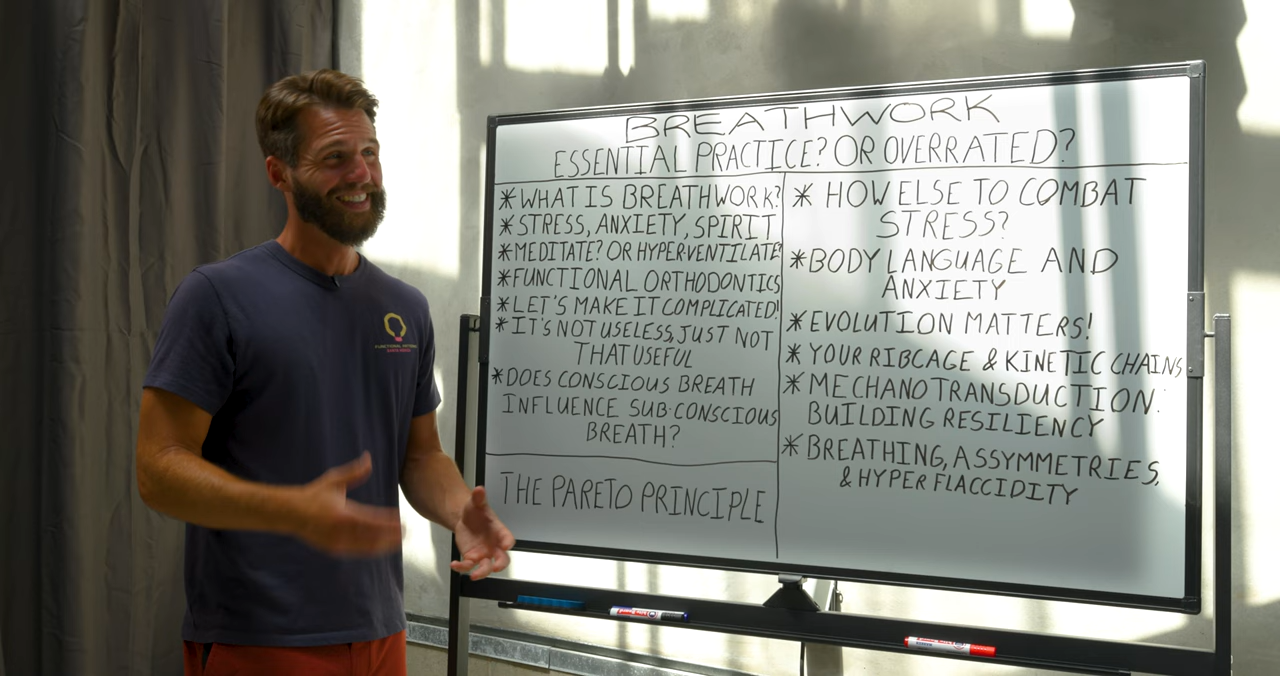 BREATHWORK
ESSENTIAL PRACTICE? OR OVERRATED?
* WHAT IS BREATHWORK?
* STRESS, ANXIETY, SPIRIT
* MEDITATE? OR HYPERVENTILATE?
* FUNCTIONAL ORTHODONTICS
* LET'S MAKE IT COMPLICATED!
* IT'S NOT USELESS, JUST NOT
THAT USEFUL
* DOES CONSCIOUS BREATH
INFLUENCE SUB-CONSCIOUS
BREATH?
THE PARETO PRINCIPLE
* HOW ELSE TO COMBAT
STRESS?
* BODY LANGUAGE AND
ANXIETY
* EVOLUTION MATTERS!
* YOUR RIBCAGE & KINETIC CHAINS
* MECHANOTRANSDUCTION:
BUILDING RESILIENCY
* BREATHING, ASSYMMETRIES,
& HYPER FLACCIDITY
FUNCTIONAL